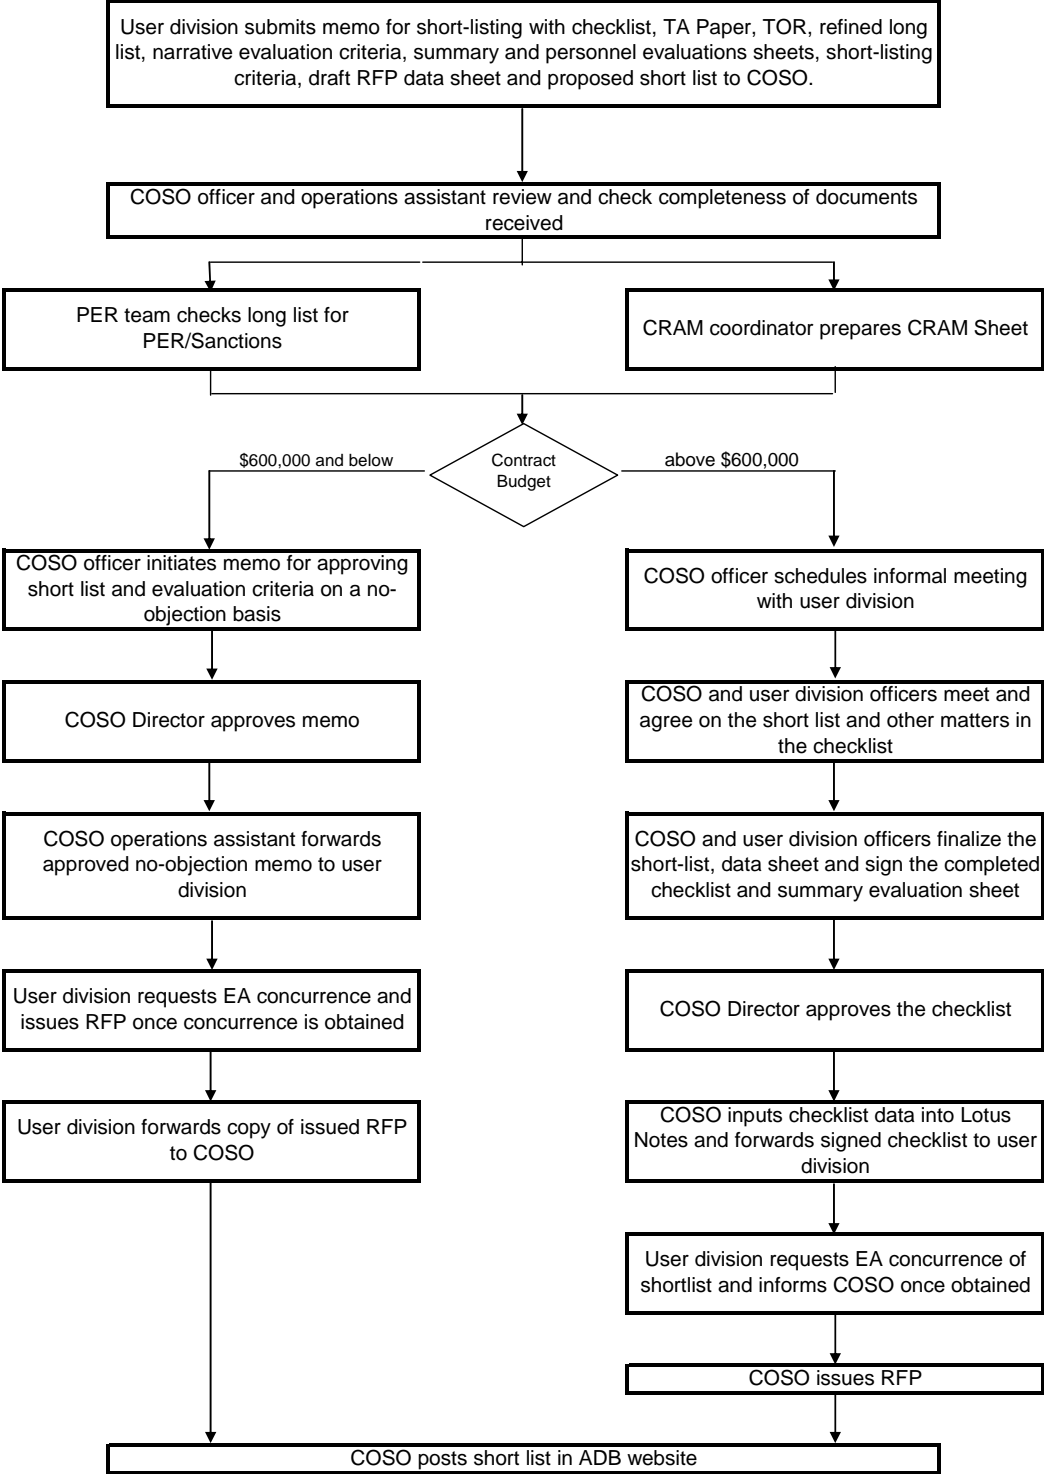 User division submits memo for short-listing with checklist, TA Paper, TOR, refined long
list, narrative evaluation criteria, summary and personnel evaluations sheets, short-listing
criteria, draft RFP data sheet and proposed short list to COSO.
COSO officer and operations assistant review and check completeness of documents
received
PER team checks long list for
PER/Sanctions
CRAM coordinator prepares CRAM Sheet
$600,000 and below
Contract
Budget
above $600,000
COSO officer initiates memo for approving
short list and evaluation criteria on a no-
objection basis
COSO Director approves memo
COSO operations assistant forwards
approved no-objection memo to user
division
User division requests EA concurrence and
issues RFP once concurrence is obtained
User division forwards copy of issued RFP
to COSO
COSO officer schedules informal meeting
with user division
COSO and user division officers meet and
agree on the short list and other matters in
the checklist
COSO and user division officers finalize the
short-list, data sheet and sign the completed
checklist and summary evaluation sheet
COSO Director approves the checklist
COSO inputs checklist data into Lotus
Notes and forwards signed checklist to user
division
User division requests EA concurrence of
shortlist and informs COSO once obtained
COSO issues RFP
COSO posts short list in ADB website